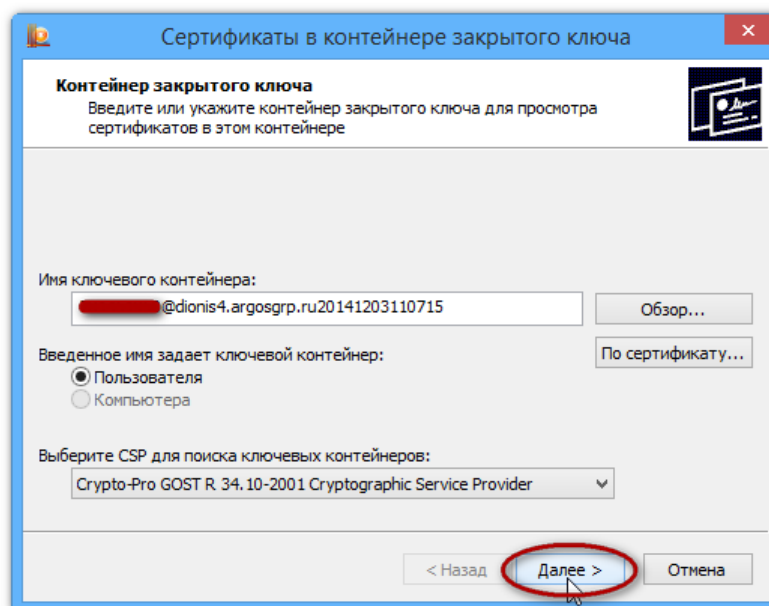 Сертификаты в контейнере закрытого ключа
Контейнер закрытого ключа
Введите или укажите контейнер закрытого ключа для просмотра
сертификатов в этом контейнере
Имя ключевого контейнера:
@dionis4.argosgrp.ru20141203110715
Обзор...
Введенное имя задает ключевой контейнер:
По сертификату...
Пользователя
Компьютера
Выберите CSP для поиска ключевых контейнеров:
Crypto-Pro GOST R 34.10-2001 Cryptographic Service Provider
< Назад
Далее >
Отмена